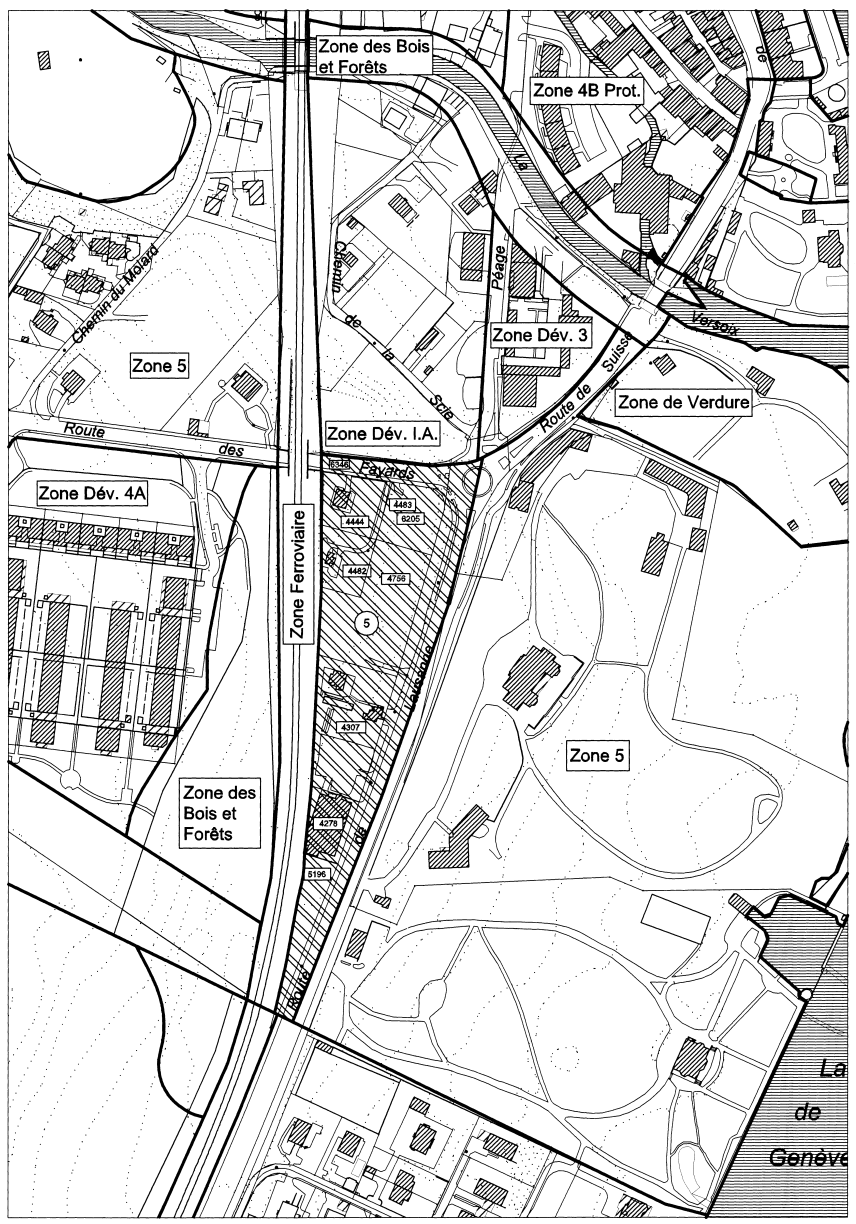 Zone des Bois
et Forêts
Zone 4B Prot.
de
La
Chemin du Molard
Chemin
de
la
Scie
Péage
Zone Dév. 3
Versoix
Route de Suisse
Zone 5
Zone de Verdure
Route
des
Fayards
Zone Dév. I.A.
6346
Zone Dév. 4A
4483
6205
4444
4482
4756
Zone Ferroviaire
5
Lausanne
4307
Zone 5
Zone des
Bois et
Forêts
4278
de
5196
Route
La
de
Genève